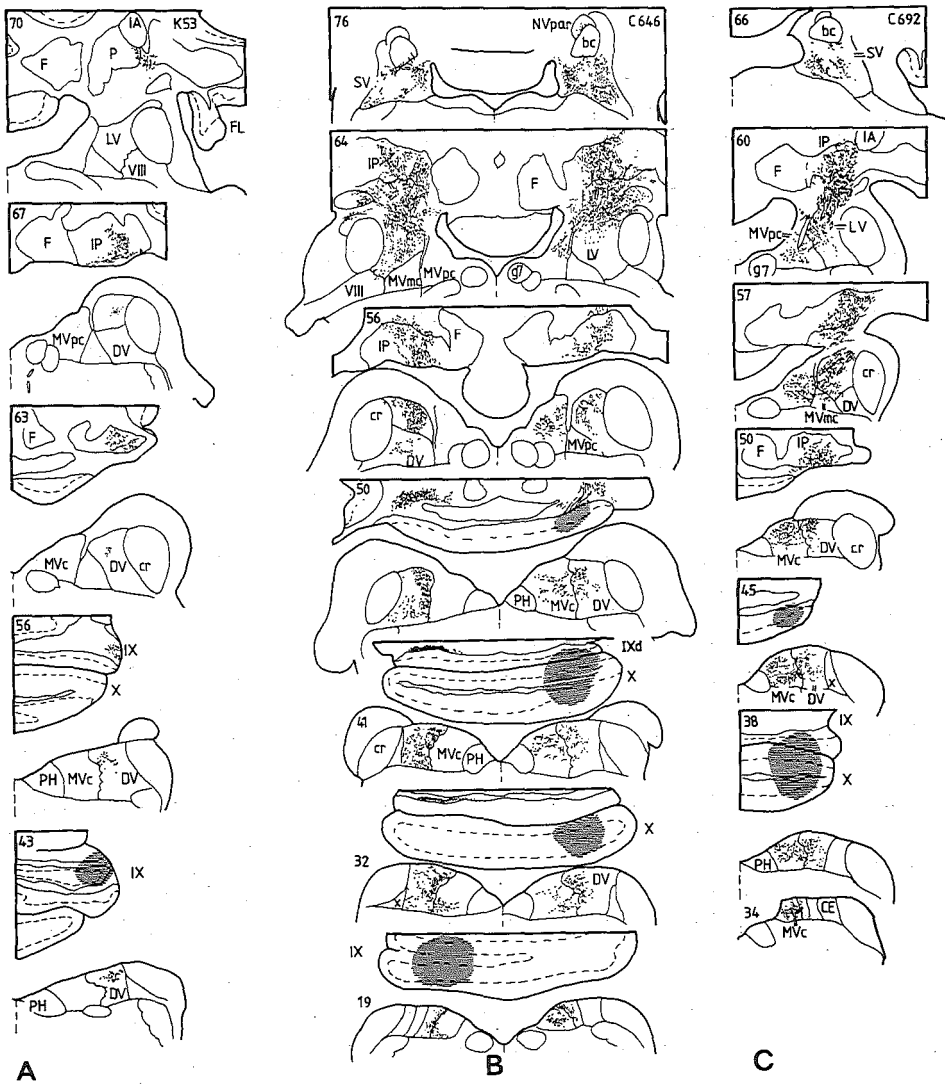 70 IA K53
F P
FL
LV
VIII
67
F IP
MVpc DV
63
F
MVc DV cr
56
IX
X
PH MVc DV
43
IX
PH DV
A
76 NVpar C646
bc
SV
64
IP F
LV
VIII MVmc MVpc g7
56
IP F
cr
DV MVpc
50
PH MVc DV
IXd
X
41
cr MVc PH
X
32
DV
x
IX
19
B
66 C692
bc SV
60 IP IA
F
MVpc LV
g7
57
cr
DV
MVmc
50
F IP
MVc DV cr
45
MVc DV x
38 IX
X
PH
34 CE
MVc
C